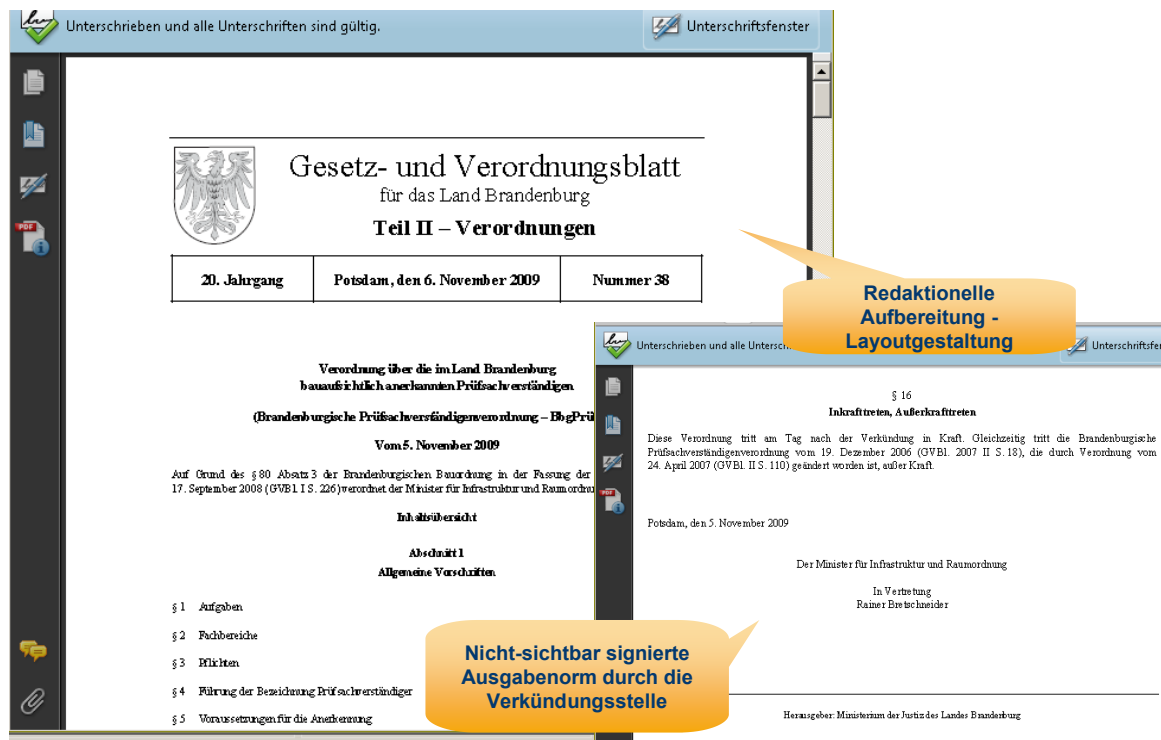 Unterschrieben und alle Unterschriften sind gültig.
Unterschriftsfenster
Gesetz- und Verordnungsblatt
für das Land Brandenburg
Teil II – Verordnungen
20. Jahrgang
Potsdam, den 6. November 2009
Nummer 38
Verordnung über die im Land Brandenburg
bauaufsichtlich anerkannten Prüfsachverständigen
(Brandenburgische Prüfsachverständigenverordnung – BbgPrü
Vom 5. November 2009
Auf Grund des § 80 Absatz 3 der Brandenburgischen Bauordnung in der Fassung der
17. September 2008 (GVBl. I S. 226) verordnet der Minister für Infrastruktur und Raumordnu
Inhaltsübersicht
Abschnitt 1
Allgemeine Vorschriften
§ 1 Aufgaben
§ 2 Fachbereiche
§ 3 Pflichten
§ 4 Führung der Bezeichnung Prüfsachverständiger
§ 5 Voraussetzungen für die Anerkennung
PDF
Redaktionelle
Aufbereitung -
Layoutgestaltung
Unterschrieben und alle Untersch
Unterschriftsfe
§ 16
Inkrafttreten, Außerkrafttreten
Diese Verordnung tritt am Tag nach der Verkündung in Kraft. Gleichzeitig tritt die Brandenburgische
Prüfsachverständigenverordnung vom 19. Dezember 2006 (GVBl. 2007 II S. 18), die durch Verordnung vom
24. April 2007 (GVBl. II S. 110) geändert worden ist, außer Kraft.
Potsdam, den 5. November 2009
Der Minister für Infrastruktur und Raumordnung
In Vertretung
Rainer Bretschneider
Herausgeber: Ministerium der Justiz des Landes Brandenburg
PDF
Nicht-sichtbar signierte
Ausgabenorm durch die
Verkündungsstelle